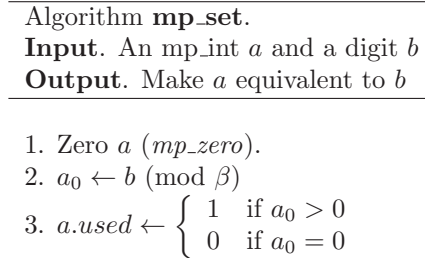 Algorithm mp_set.
Input. An mp_int a and a digit b
Output. Make a equivalent to b
1. Zero a (mp_zero).
2. a₀ ← b (mod β)
3. a.used ← { 1 if a₀ > 0
0 if a₀ = 0